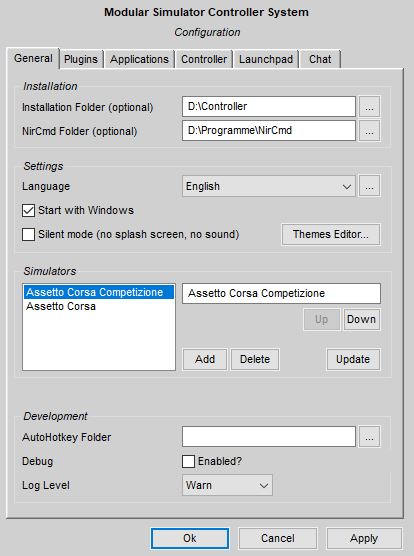 Modular Simulator Controller System
Configuration
General Plugins Applications Controller Launchpad Chat
Installation
Installation Folder (optional) D:\Controller ...
NirCmd Folder (optional) D:\Programme\NirCmd ...
Settings
Language English ...
Start with Windows
Silent mode (no splash screen, no sound) Themes Editor...
Simulators
Assetto Corsa Competizione Assetto Corsa Competizione
Assetto Corsa
Up Down
Add Delete Update
Development
AutoHotkey Folder ...
Debug Enabled?
Log Level Warn
Ok Cancel Apply